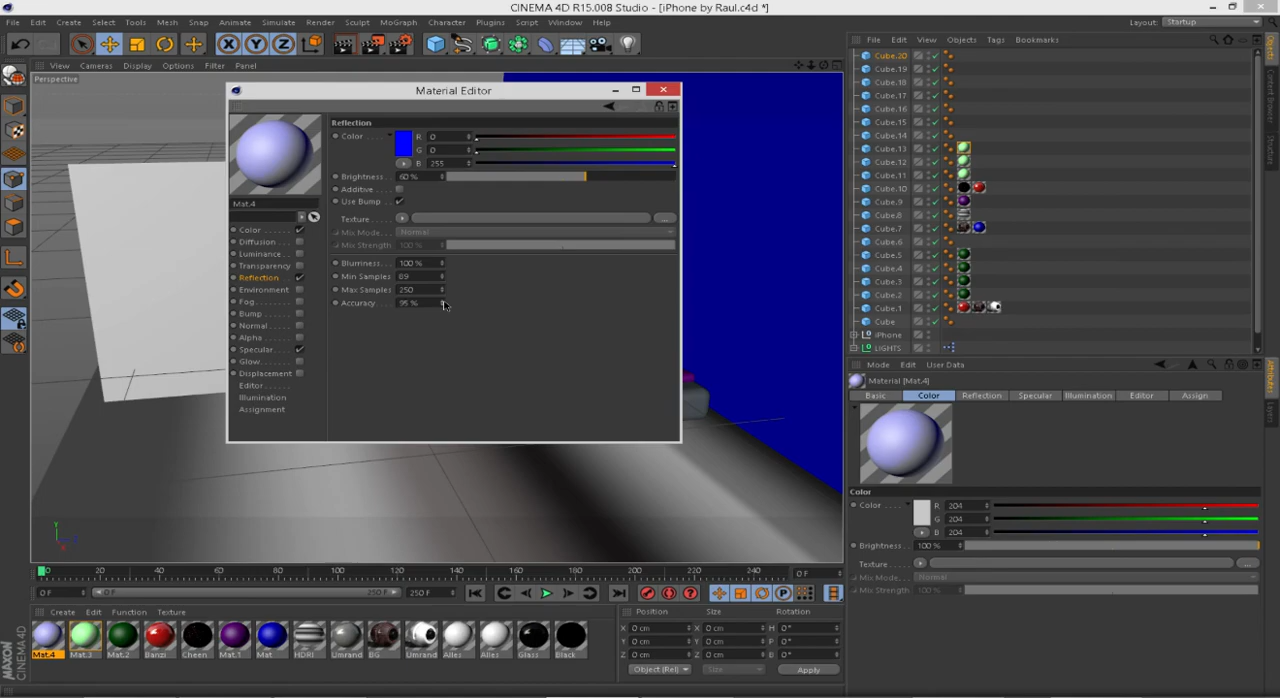 CINEMA 4D R15.008 Studio - [iPhone by Raul.c4d *]
File Edit Create Select Tools Mesh Snap Animate Simulate Render Sculpt MoGraph Character Plugins Script Window Help
Layout: Startup
View Cameras Display Options Filter Panel
Perspective
Material Editor
Mat.4
Color
Diffusion
Luminance
Transparency
Reflection
Environment
Fog
Bump
Normal
Alpha
Specular
Glow
Displacement
Editor
Illumination
Assignment
Reflection
Color R 0
G 0
B 255
Brightness 60 %
Additive
Use Bump
Texture
Mix Mode Normal
Mix Strength 100 %
Blurriness 100 %
Min Samples 69
Max Samples 250
Accuracy 95 %
File Edit View Objects Tags Bookmarks
Cube.20
Cube.19
Cube.18
Cube.17
Cube.16
Cube.15
Cube.14
Cube.13
Cube.12
Cube.11
Cube.10
Cube.9
Cube.8
Cube.7
Cube.6
Cube.5
Cube.4
Cube.3
Cube.2
Cube.1
Cube
iPhone
LIGHTS
Objects
Content Browser
Structure
Mode Edit User Data
Material [Mat.4]
Basic Color Reflection Specular Illumination Editor Assign
Color
Color R 204
G 204
B 204
Brightness 100 %
Texture
Mix Mode Normal
Mix Strength 100 %
Attributes
Layers
0 20 40 60 80 100 120 140 160 180 200 220 240 0 F
0 F 0 F 250 F 250 F
Create Edit Function Texture
Mat.4 Mat.3 Mat.2 Banzi Cheen Mat.1 Mat HDRI Umrand BG Umrand Alles Alles Glass Black
Position Size Rotation
X 0 cm X 0 cm H 0°
Y 0 cm Y 0 cm P 0°
Z 0 cm Z 0 cm B 0°
Object (Rel) Size Apply
MAXON
CINEMA 4D